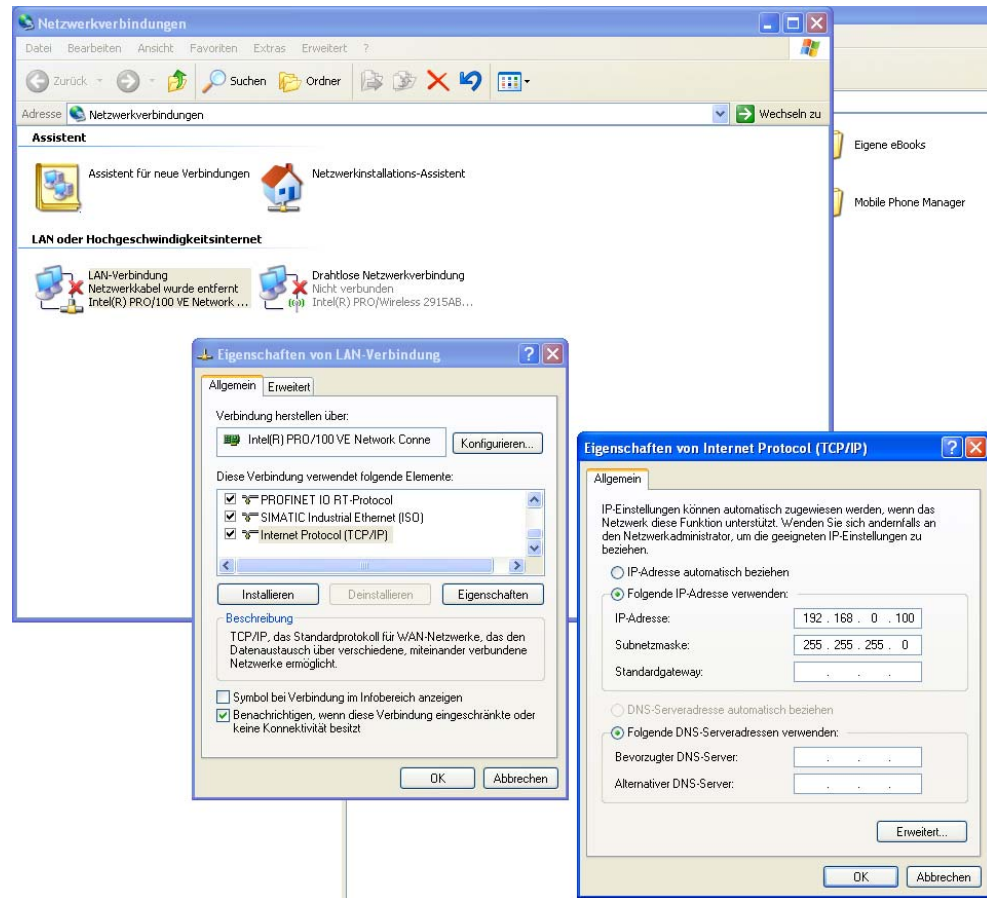 Netzwerkverbindungen
Datei Bearbeiten Ansicht Favoriten Extras Erweitert ?
Zurück Suchen Ordner
Adresse Netzwerkverbindungen Wechseln zu
Assistent
Assistent für neue Verbindungen
Netzwerkinstallations-Assistent
LAN oder Hochgeschwindigkeitsinternet
LAN-Verbindung
Netzwerkkabel wurde entfernt
Intel(R) PRO/100 VE Network ...
Drahtlose Netzwerkverbindung
Nicht verbunden
Intel(R) PRO/Wireless 2915AB...
Eigene eBooks
Mobile Phone Manager
Eigenschaften von LAN-Verbindung
Allgemein Erweitert
Verbindung herstellen über:
Intel(R) PRO/100 VE Network Conne Konfigurieren...
Diese Verbindung verwendet folgende Elemente:
PROFINET IO RT-Protocol
SIMATIC Industrial Ethernet (ISO)
Internet Protocol (TCP/IP)
Installieren Deinstallieren Eigenschaften
Beschreibung
TCP/IP, das Standardprotokoll für WAN-Netzwerke, das den
Datenaustausch über verschiedene, miteinander verbundene
Netzwerke ermöglicht.
Symbol bei Verbindung im Infobereich anzeigen
Benachrichtigen, wenn diese Verbindung eingeschränkte oder
keine Konnektivität besitzt
OK Abbrechen
Eigenschaften von Internet Protocol (TCP/IP)
Allgemein
IP-Einstellungen können automatisch zugewiesen werden, wenn das
Netzwerk diese Funktion unterstützt. Wenden Sie sich andernfalls an
den Netzwerkadministrator, um die geeigneten IP-Einstellungen zu
beziehen.
IP-Adresse automatisch beziehen
Folgende IP-Adresse verwenden:
IP-Adresse: 192 . 168 . 0 . 100
Subnetzmaske: 255 . 255 . 255 . 0
Standardgateway: . . .
DNS-Serveradresse automatisch beziehen
Folgende DNS-Serveradressen verwenden:
Bevorzugter DNS-Server: . . .
Alternativer DNS-Server: . . .
Erweitert...
OK Abbrechen